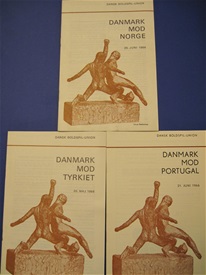 DANSK BOLDSPIL-UNION
DANMARK
MOD
NORGE
DANSK BOLDSPIL-UNION
DANMARK
MOD
TYRKIET
DANSK BOLDSPIL-UNION
DANMARK
MOD
PORTUGAL